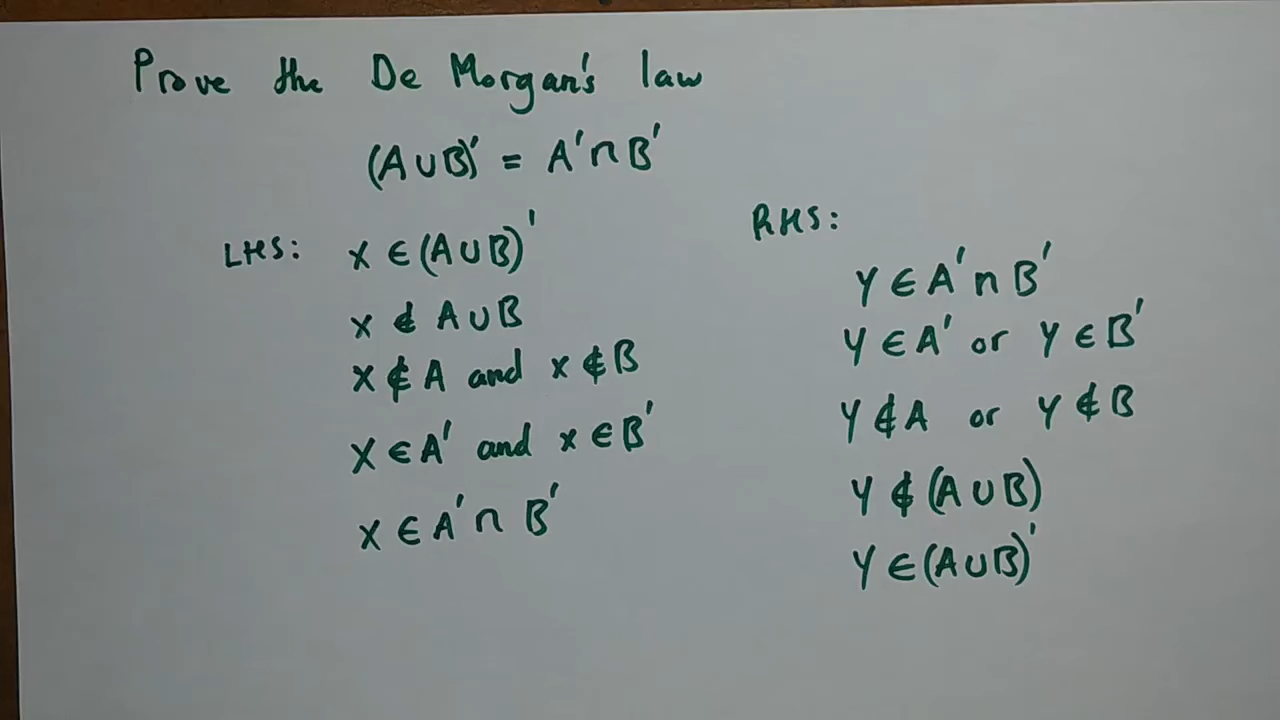 Prove the De Morgan's law
(A∪B)' = A'∩B'
LHS: x ∈ (A∪B)'
x ∉ A∪B
x ∉ A and x ∉ B
x ∈ A' and x ∈ B'
x ∈ A'∩ B'
RHS:
y ∈ A'∩ B'
y ∈ A' or y ∈ B'
y ∉ A or y ∉ B
y ∉ (A∪B)
y ∈ (A∪B)'